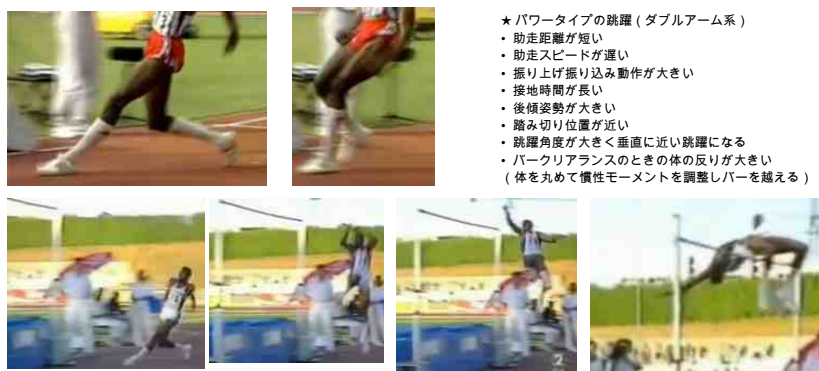 ★パワータイプの跳躍(ダブルアーム系)
• 助走距離が短い
• 助走スピードが遅い
• 振り上げ振り込み動作が大きい
• 接地時間が長い
• 後傾姿勢が大きい
• 踏み切り位置が近い
• 跳躍角度が大きく垂直に近い跳躍になる
• バークリアランスのときの体の反りが大きい
(体を丸めて慣性モーメントを調整しバーを越える)
2